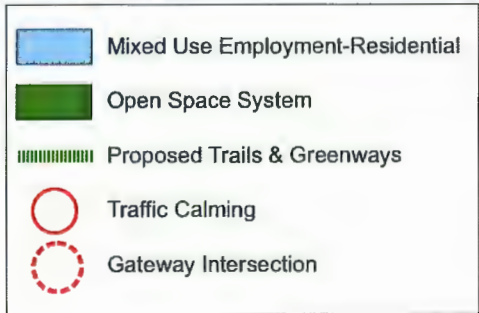 Mixed Use Employment-Residential
Open Space System
Proposed Trails & Greenways
Traffic Calming
Gateway Intersection